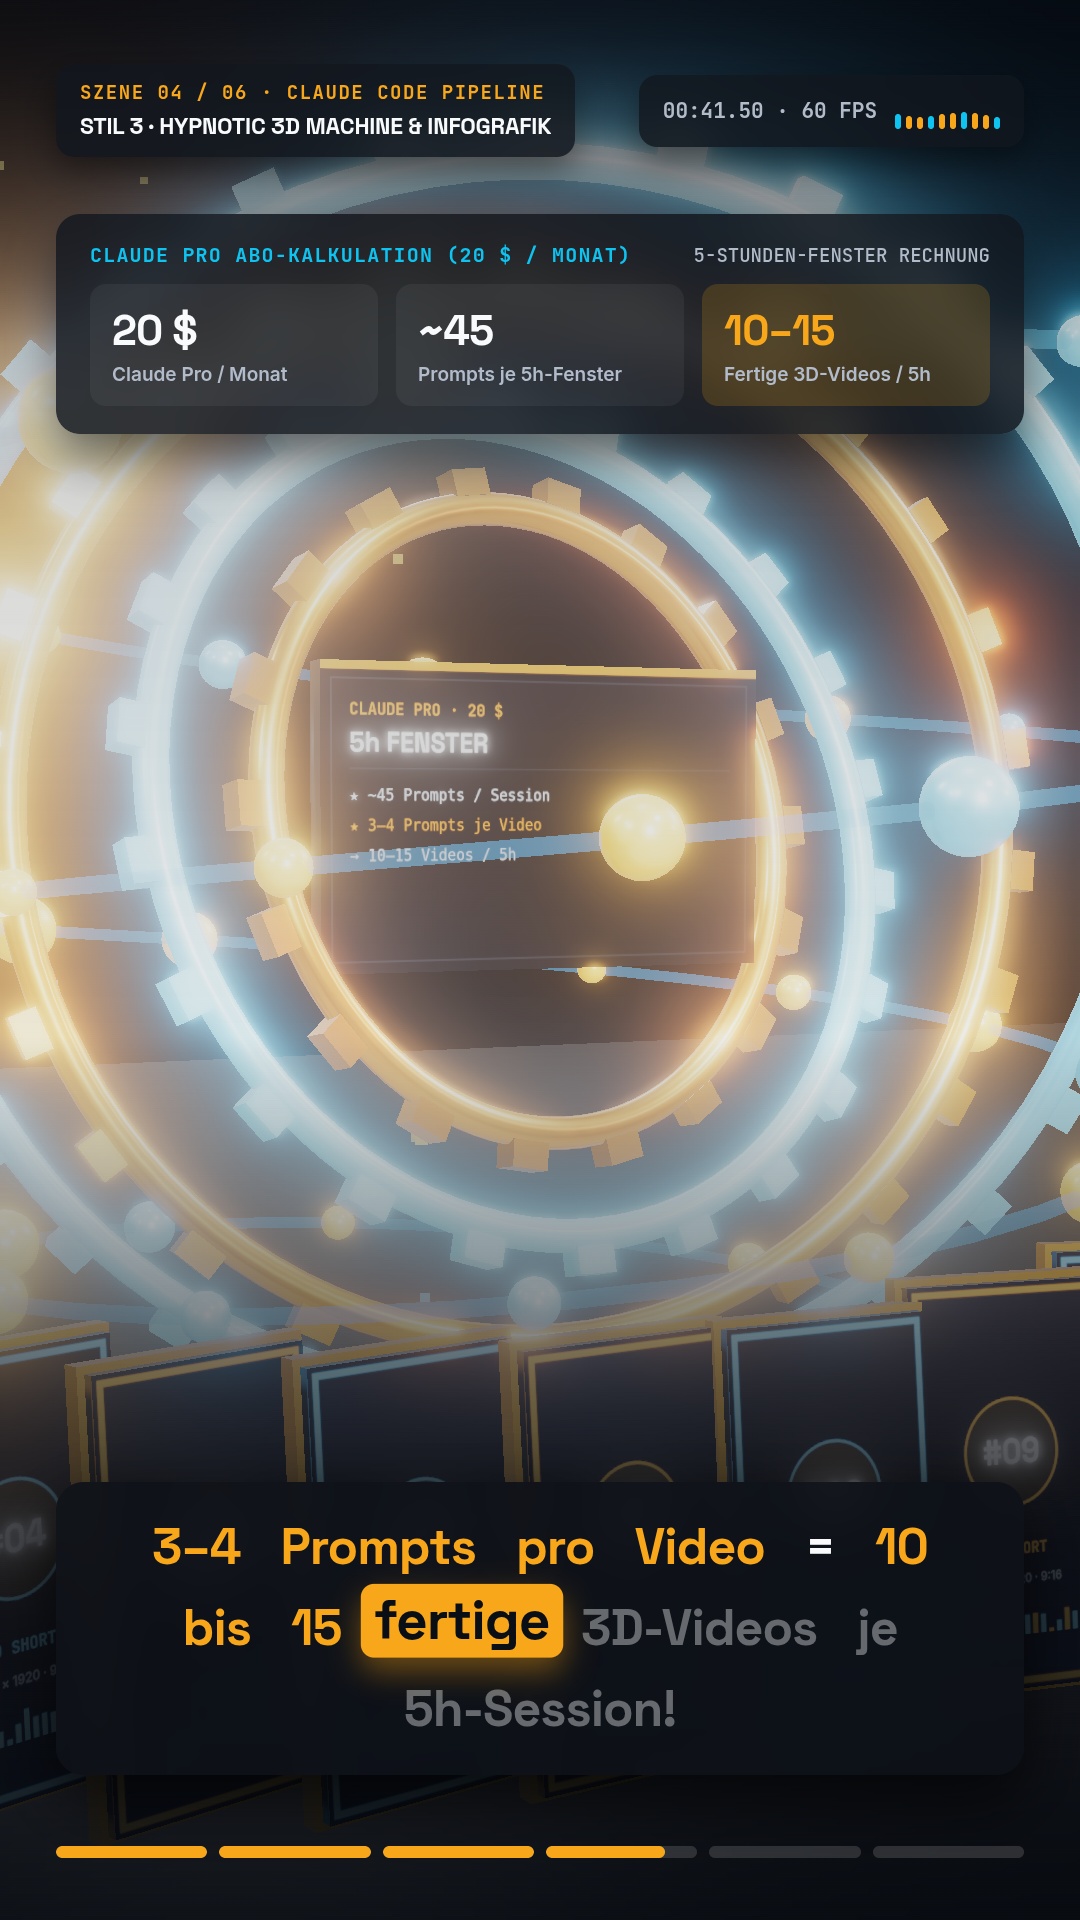 SZENE 04 / 06 · CLAUDE CODE PIPELINE
STIL 3 · HYPNOTIC 3D MACHINE & INFOGRAFIK
00:41.50 · 60 FPS
CLAUDE PRO ABO-KALKULATION (20 $ / MONAT)
5-STUNDEN-FENSTER RECHNUNG
20 $
Claude Pro / Monat
~45
Prompts je 5h-Fenster
10–15
Fertige 3D-Videos / 5h
CLAUDE PRO · 20 $
5h FENSTER
★ ~45 Prompts / Session
★ 3–4 Prompts je Video
→ 10–15 Videos / 5h
#09
3–4 Prompts pro Video = 10
bis 15 fertige 3D-Videos je
5h-Session!